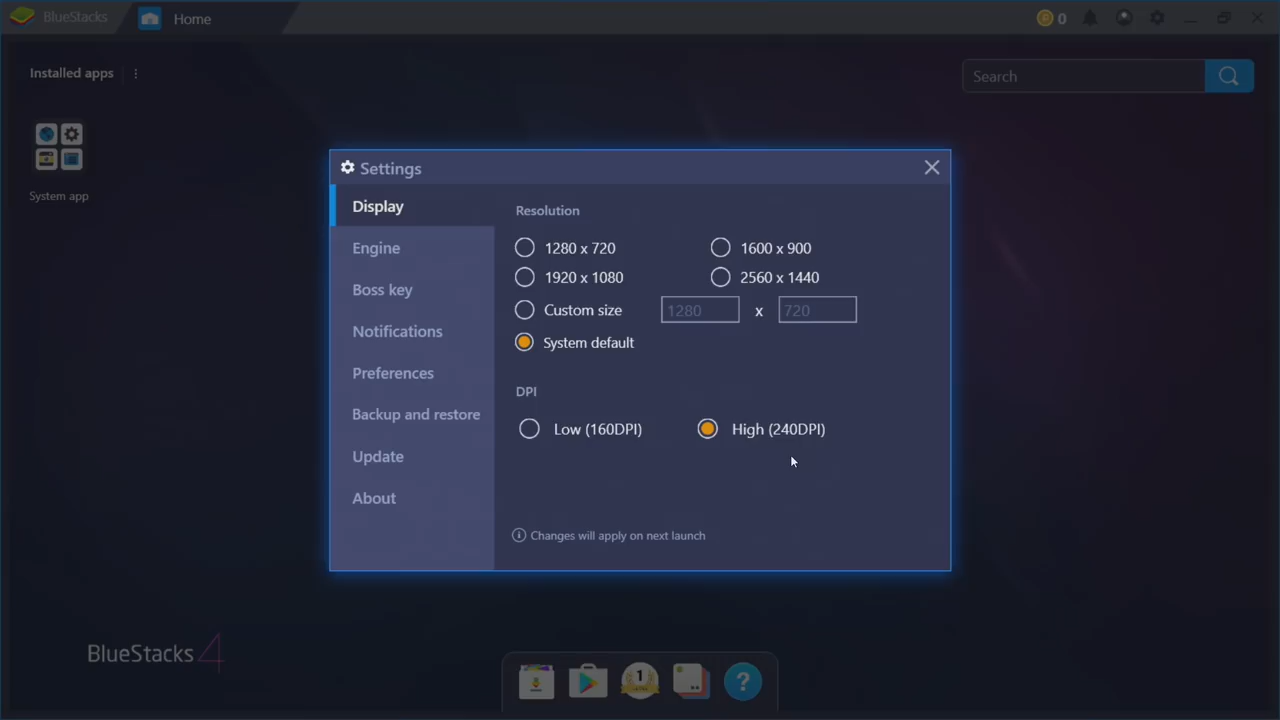 BlueStacks
Home
0
Installed apps
Search
System app
Settings
Display
Engine
Boss key
Notifications
Preferences
Backup and restore
Update
About
Resolution
1280 x 720
1600 x 900
1920 x 1080
2560 x 1440
Custom size 1280 x 720
System default
DPI
Low (160DPI)
High (240DPI)
Changes will apply on next launch
BlueStacks 4
1
?